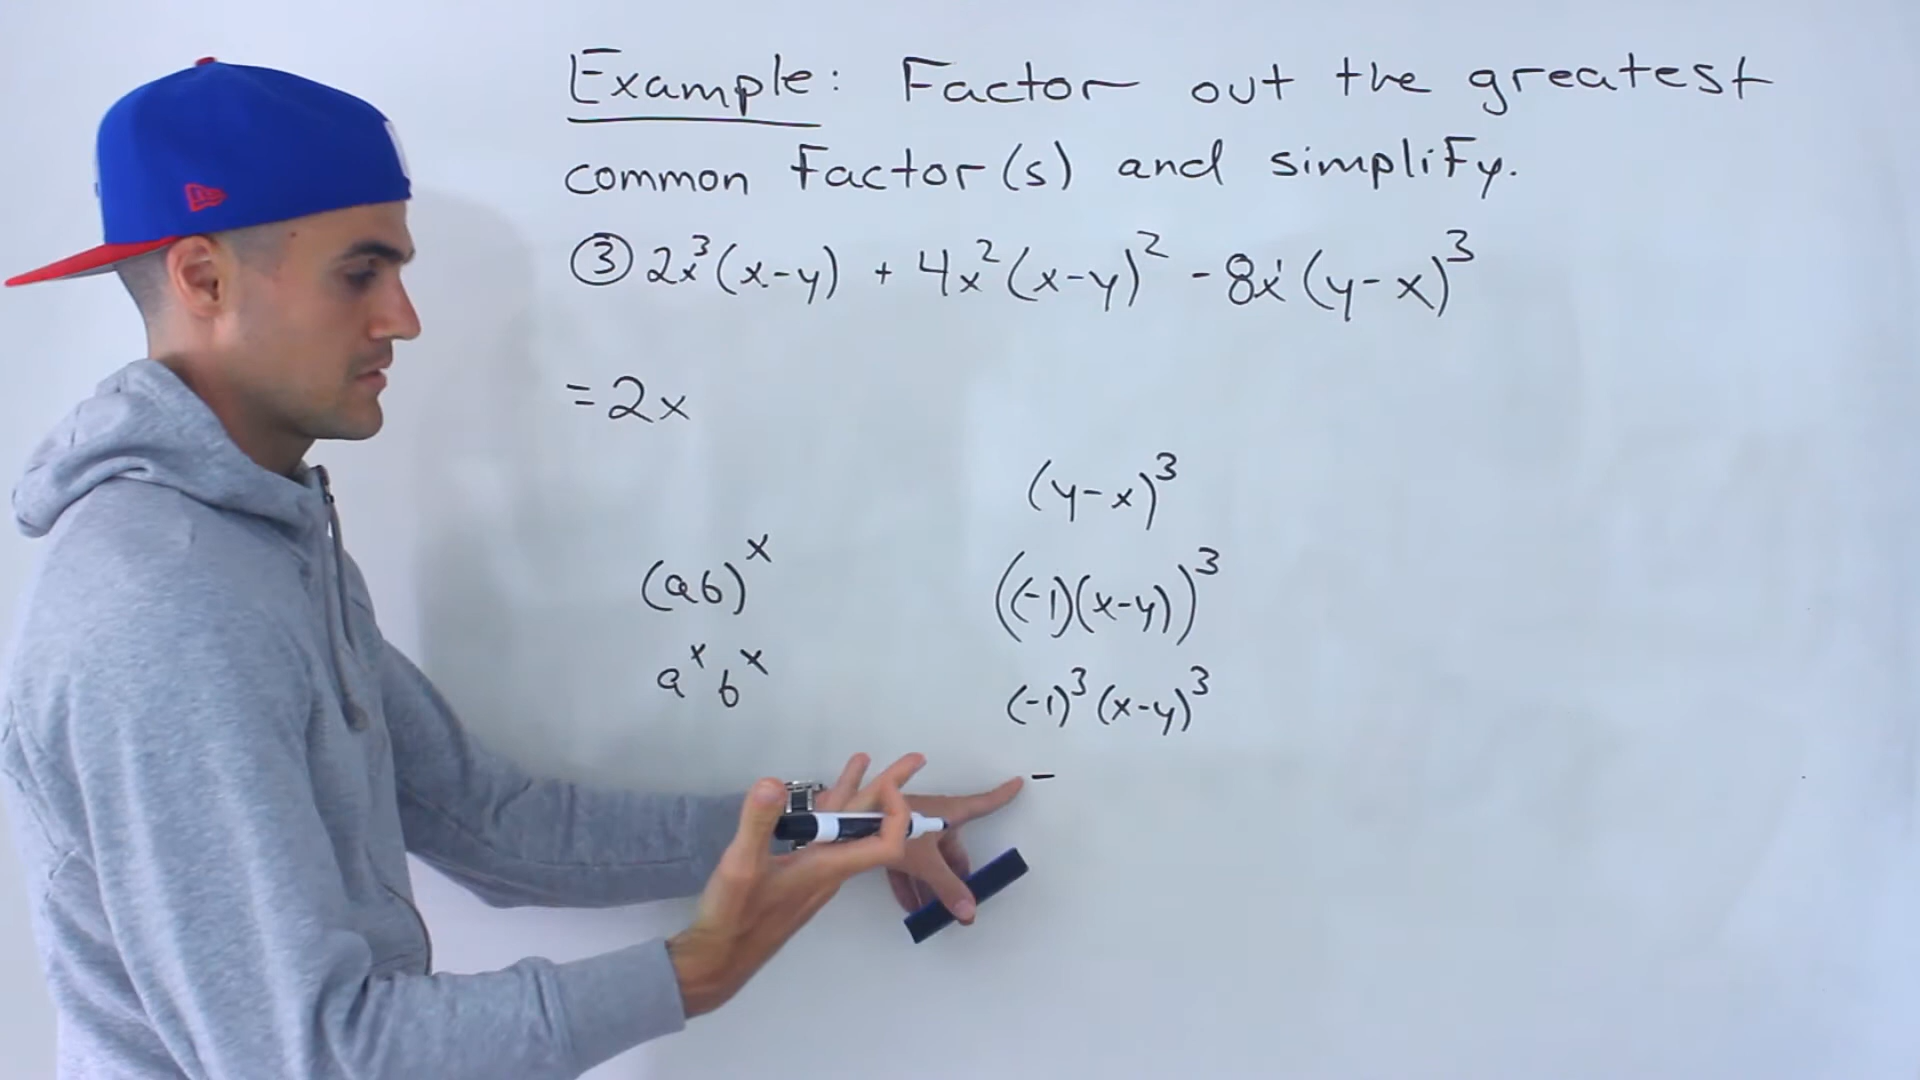 Example: Factor out the greatest
common factor(s) and simplify.
③ 2x³(x-y) + 4x²(x-y)² - 8x¹(y-x)³
= 2x
(y-x)³
(ab)ˣ
((-1)(x-y))³
aˣbˣ
(-1)³(x-y)³
-